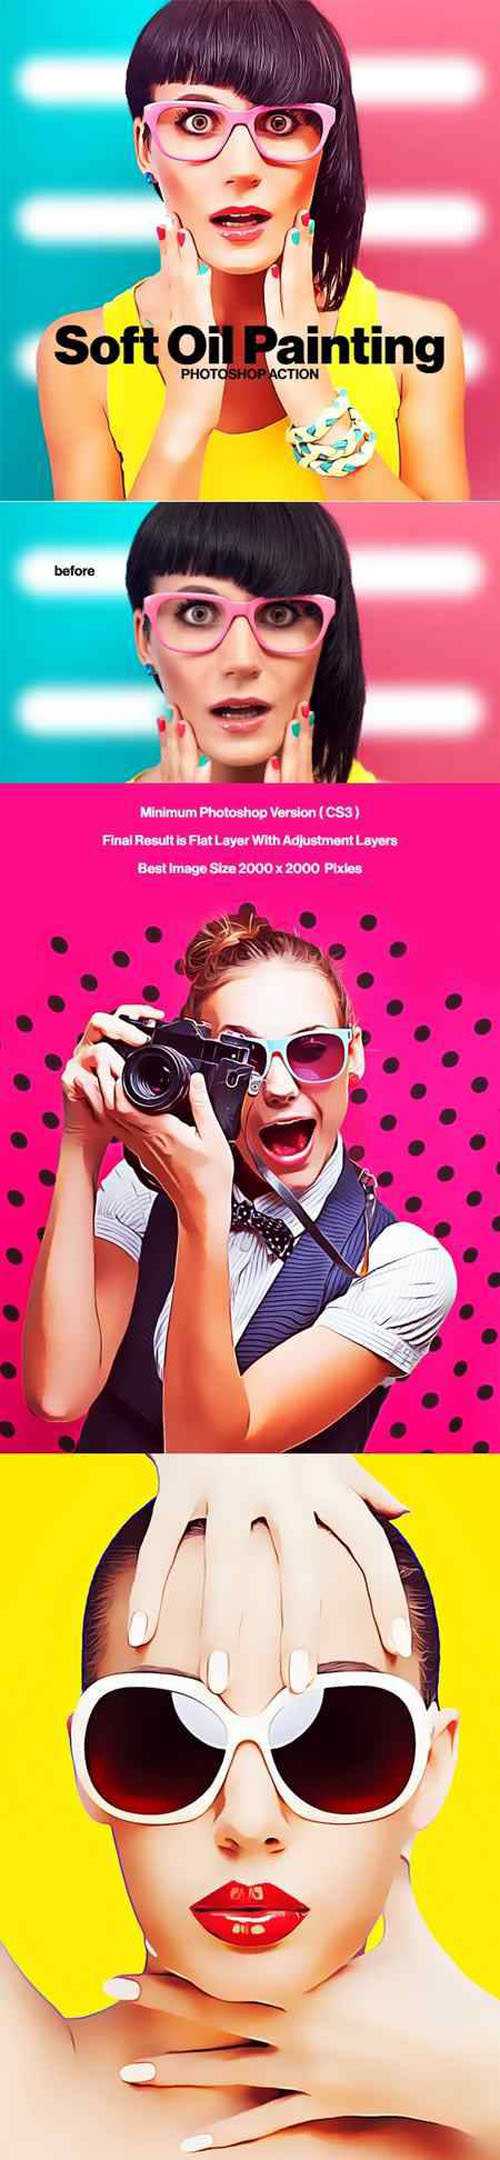 Soft Oil Painting
PHOTOSHOP ACTION
before
Minimum Photoshop Version ( CS3 )
Final Result is Flat Layer With Adjustment Layers
Best Image Size 2000 x 2000 Pixles